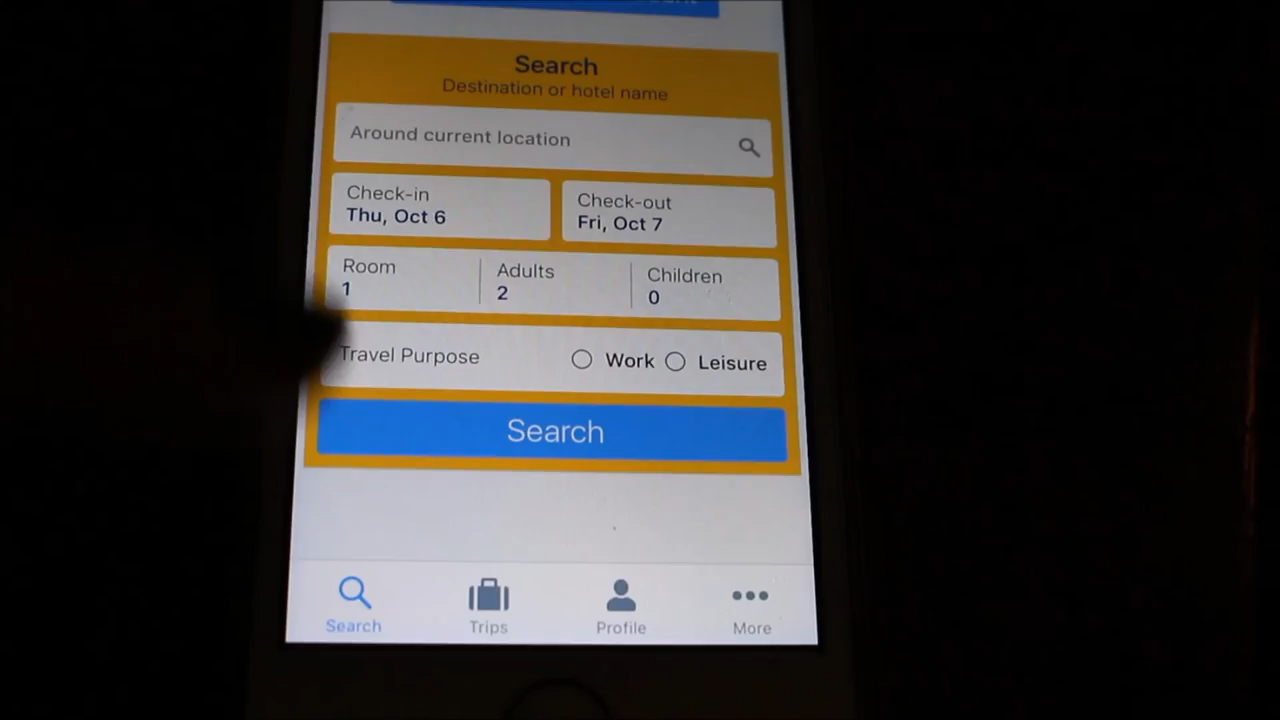 Search
Destination or hotel name
Around current location
Check-in
Thu, Oct 6
Check-out
Fri, Oct 7
Room
1
Adults
2
Children
0
Travel Purpose
Work
Leisure
Search
Search
Trips
Profile
More